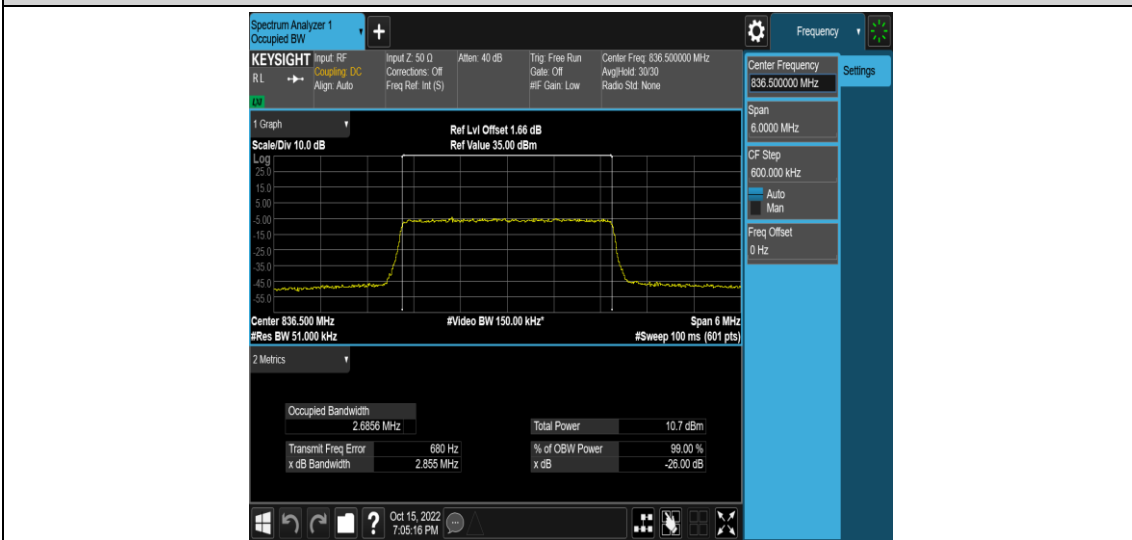 Spectrum Analyzer 1
Occupied BW
+
Frequency
KEYSIGHT
RL
Input: RF
Coupling: DC
Align: Auto
Input Z: 50 Ω
Corrections: Off
Freq Ref: Int (S)
Atten: 40 dB
Trig: Free Run
Gate: Off
#IF Gain: Low
Center Freq: 836.500000 MHz
Avg|Hold: 30/30
Radio Std: None
Center Frequency
836.500000 MHz
Settings
Span
6.0000 MHz
CF Step
600.000 kHz
Auto
Man
Freq Offset
0 Hz
1 Graph
Scale/Div 10.0 dB
Ref Lvl Offset 1.66 dB
Ref Value 35.00 dBm
Log
25.0
15.0
5.00
-5.00
-15.0
-25.0
-35.0
-45.0
-55.0
Center 836.500 MHz
#Video BW 150.00 kHz*
Span 6 MHz
#Res BW 51.000 kHz
#Sweep 100 ms (601 pts)
2 Metrics
Occupied Bandwidth
2.6856 MHz
Total Power 10.7 dBm
Transmit Freq Error 680 Hz
% of OBW Power 99.00 %
x dB Bandwidth 2.855 MHz
x dB -26.00 dB
?
Oct 15, 2022
7:05:16 PM